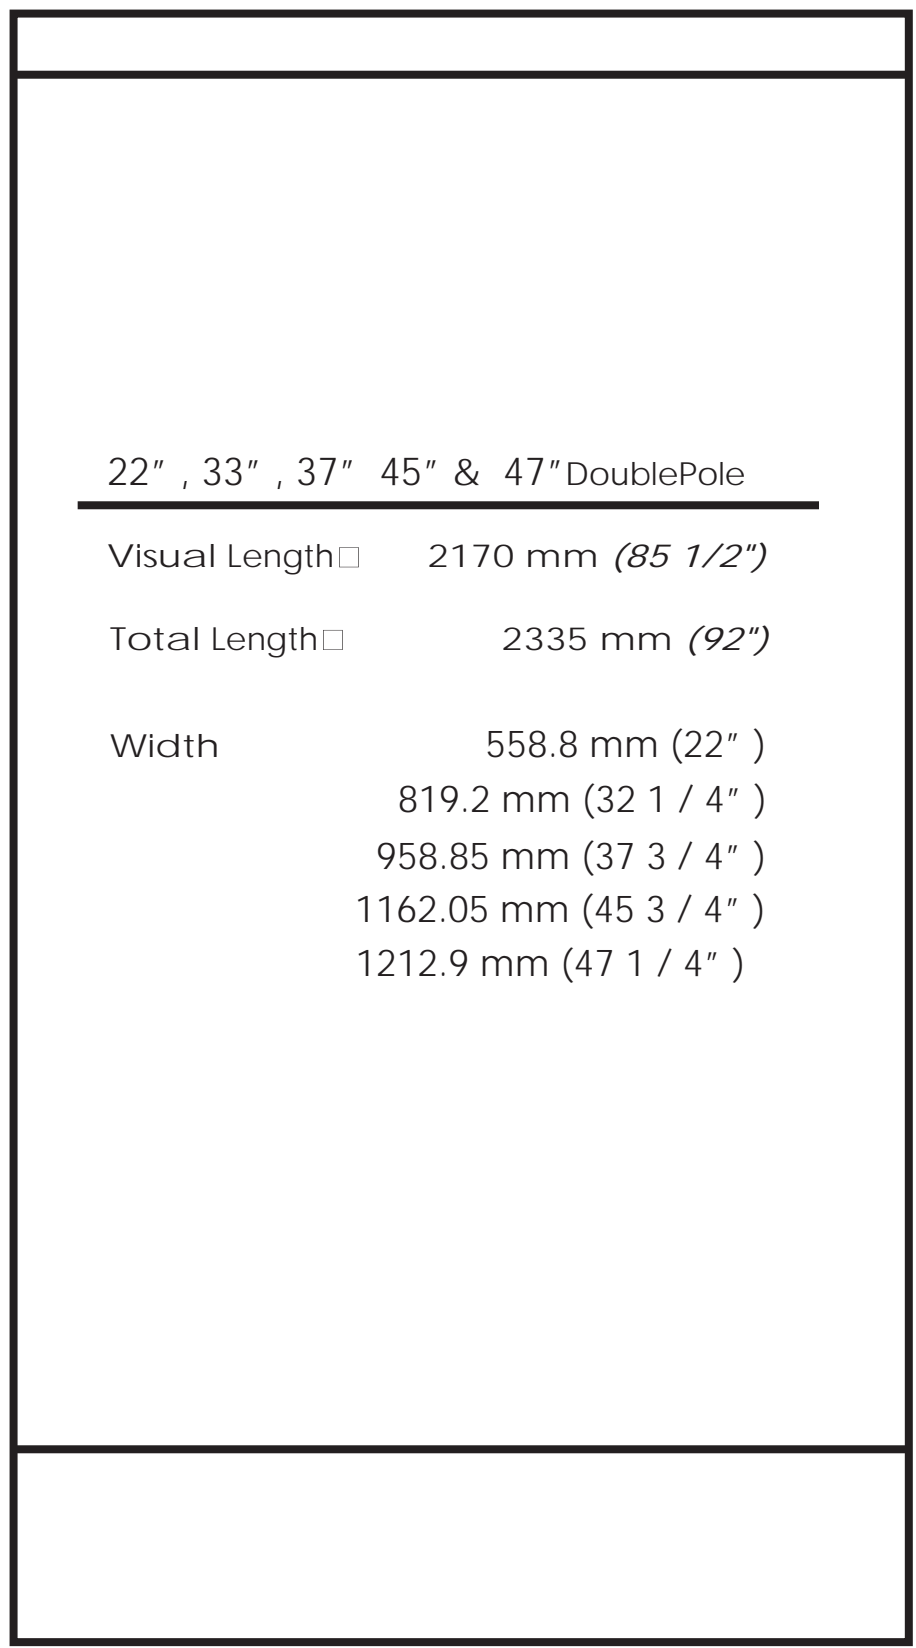 22" , 33" , 37" 45" & 47" DoublePole
Visual Length□ 2170 mm (85 1/2")
Total Length□ 2335 mm (92")
Width 558.8 mm (22" )
819.2 mm (32 1 / 4" )
958.85 mm (37 3 / 4" )
1162.05 mm (45 3 / 4" )
1212.9 mm (47 1 / 4" )